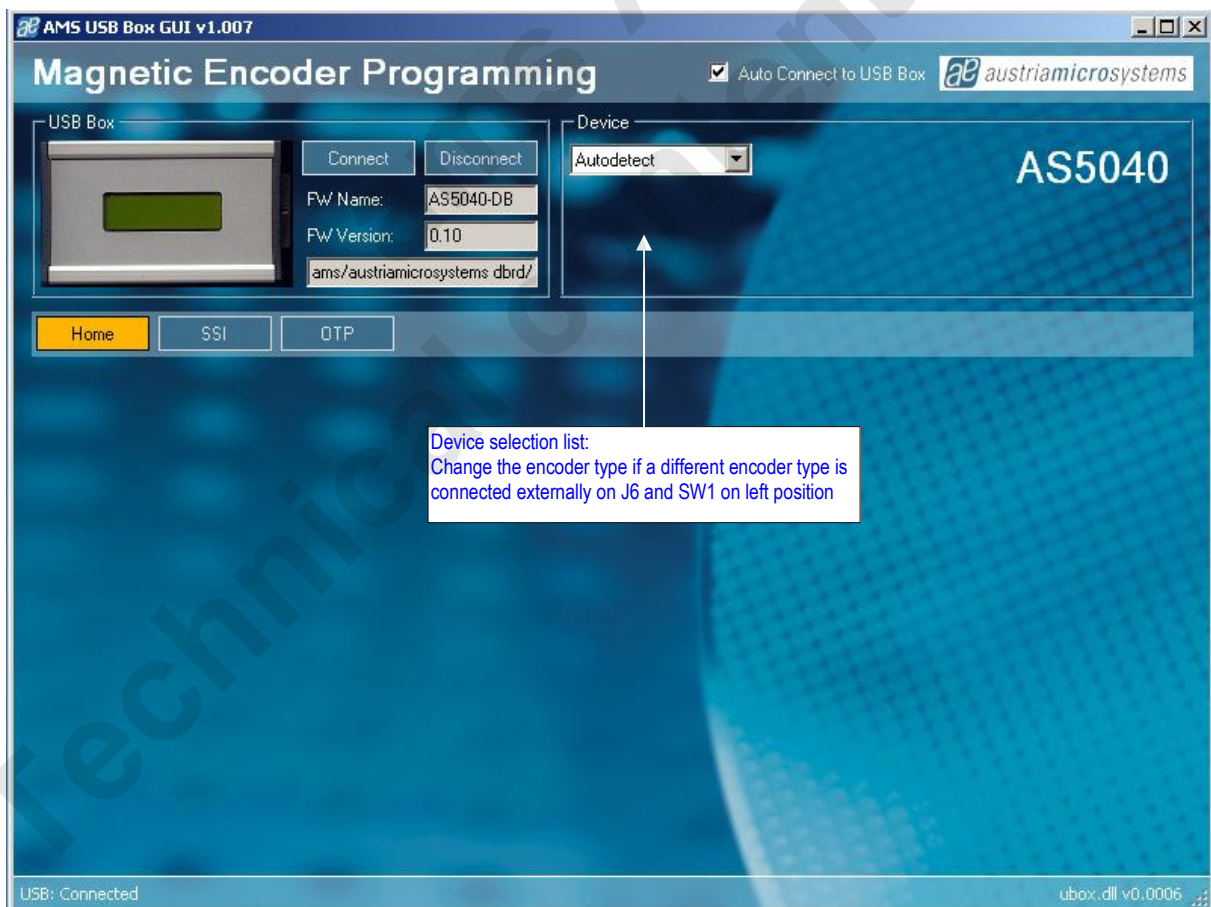 AMS USB Box GUI v1.007
Magnetic Encoder Programming
Auto Connect to USB Box
austriamicrosystems
USB Box
Connect
Disconnect
FW Name:
AS5040-DB
FW Version:
0.10
ams/austriamicrosystems dbrd/
Device
Autodetect
AS5040
Home
SSI
OTP
Device selection list:
Change the encoder type if a different encoder type is
connected externally on J6 and SW1 on left position
USB: Connected
ubox.dll v0.0006
Technical